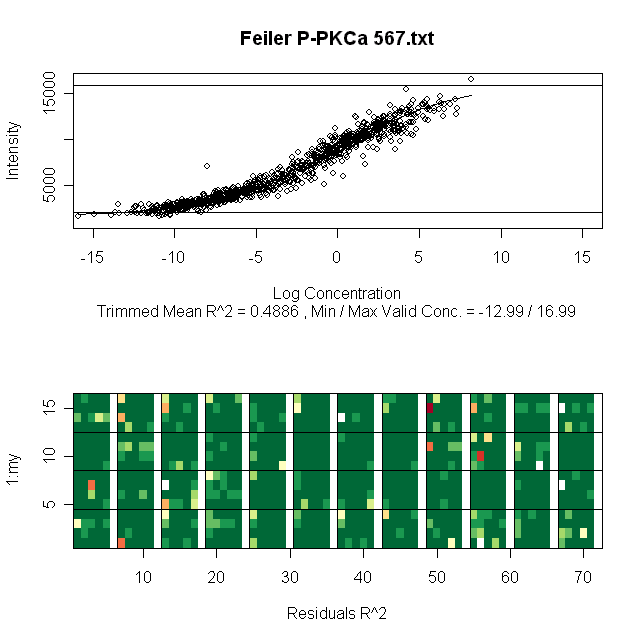 Feiler P-PKCa 567.txt
15000
5000
Intensity
-15 -10 -5 0 5 10 15
Log Concentration
Trimmed Mean R^2 = 0.4886 , Min / Max Valid Conc. = -12.99 / 16.99
15
10
5
1:my
10 20 30 40 50 60 70
Residuals R^2